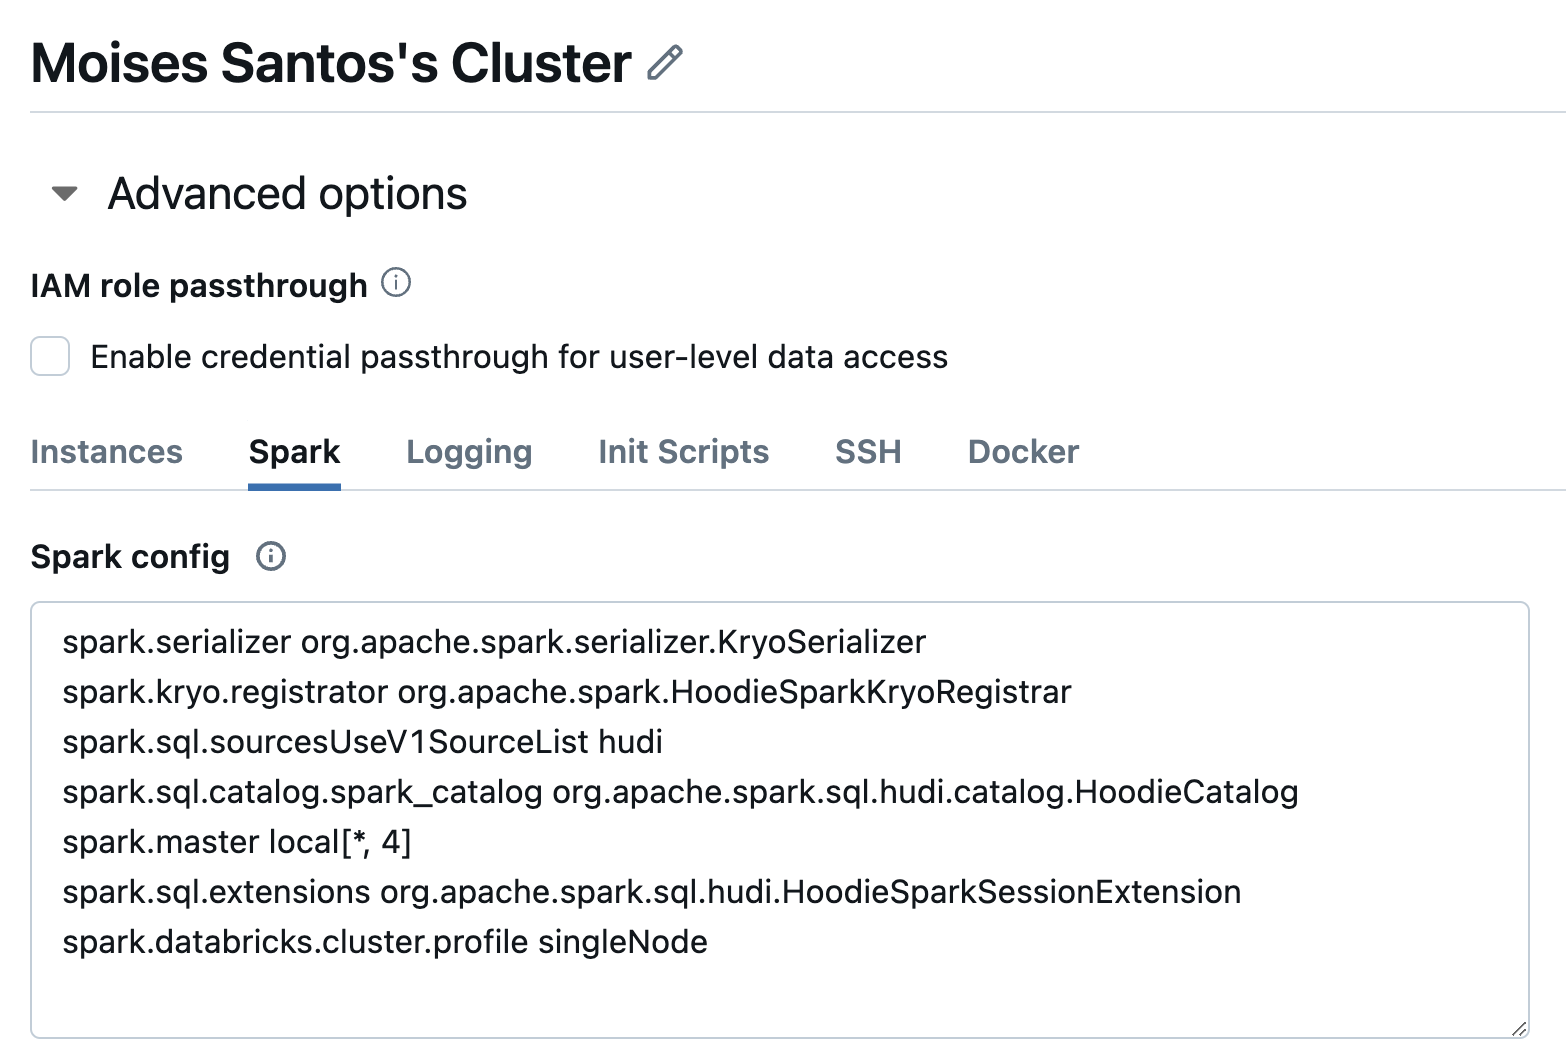 Moises Santos's Cluster
Advanced options
IAM role passthrough
Enable credential passthrough for user-level data access
Instances Spark Logging Init Scripts SSH Docker
Spark config
spark.serializer org.apache.spark.serializer.KryoSerializer
spark.kryo.registrator org.apache.spark.HoodieSparkKryoRegistrar
spark.sql.sourcesUseV1SourceList hudi
spark.sql.catalog.spark_catalog org.apache.spark.sql.hudi.catalog.HoodieCatalog
spark.master local[*, 4]
spark.sql.extensions org.apache.spark.sql.hudi.HoodieSparkSessionExtension
spark.databricks.cluster.profile singleNode